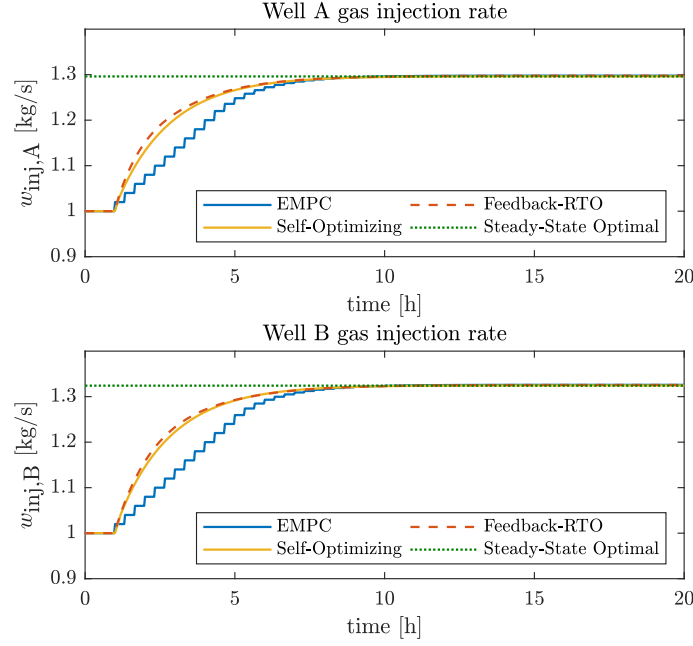 Well A gas injection rate
1.3
1.2
1.1
1
0.9
w_inj,A [kg/s]
EMPC
Self-Optimizing
Feedback-RTO
Steady-State Optimal
0
5
10
15
20
time [h]
Well B gas injection rate
1.3
1.2
1.1
1
0.9
w_inj,B [kg/s]
EMPC
Self-Optimizing
Feedback-RTO
Steady-State Optimal
0
5
10
15
20
time [h]